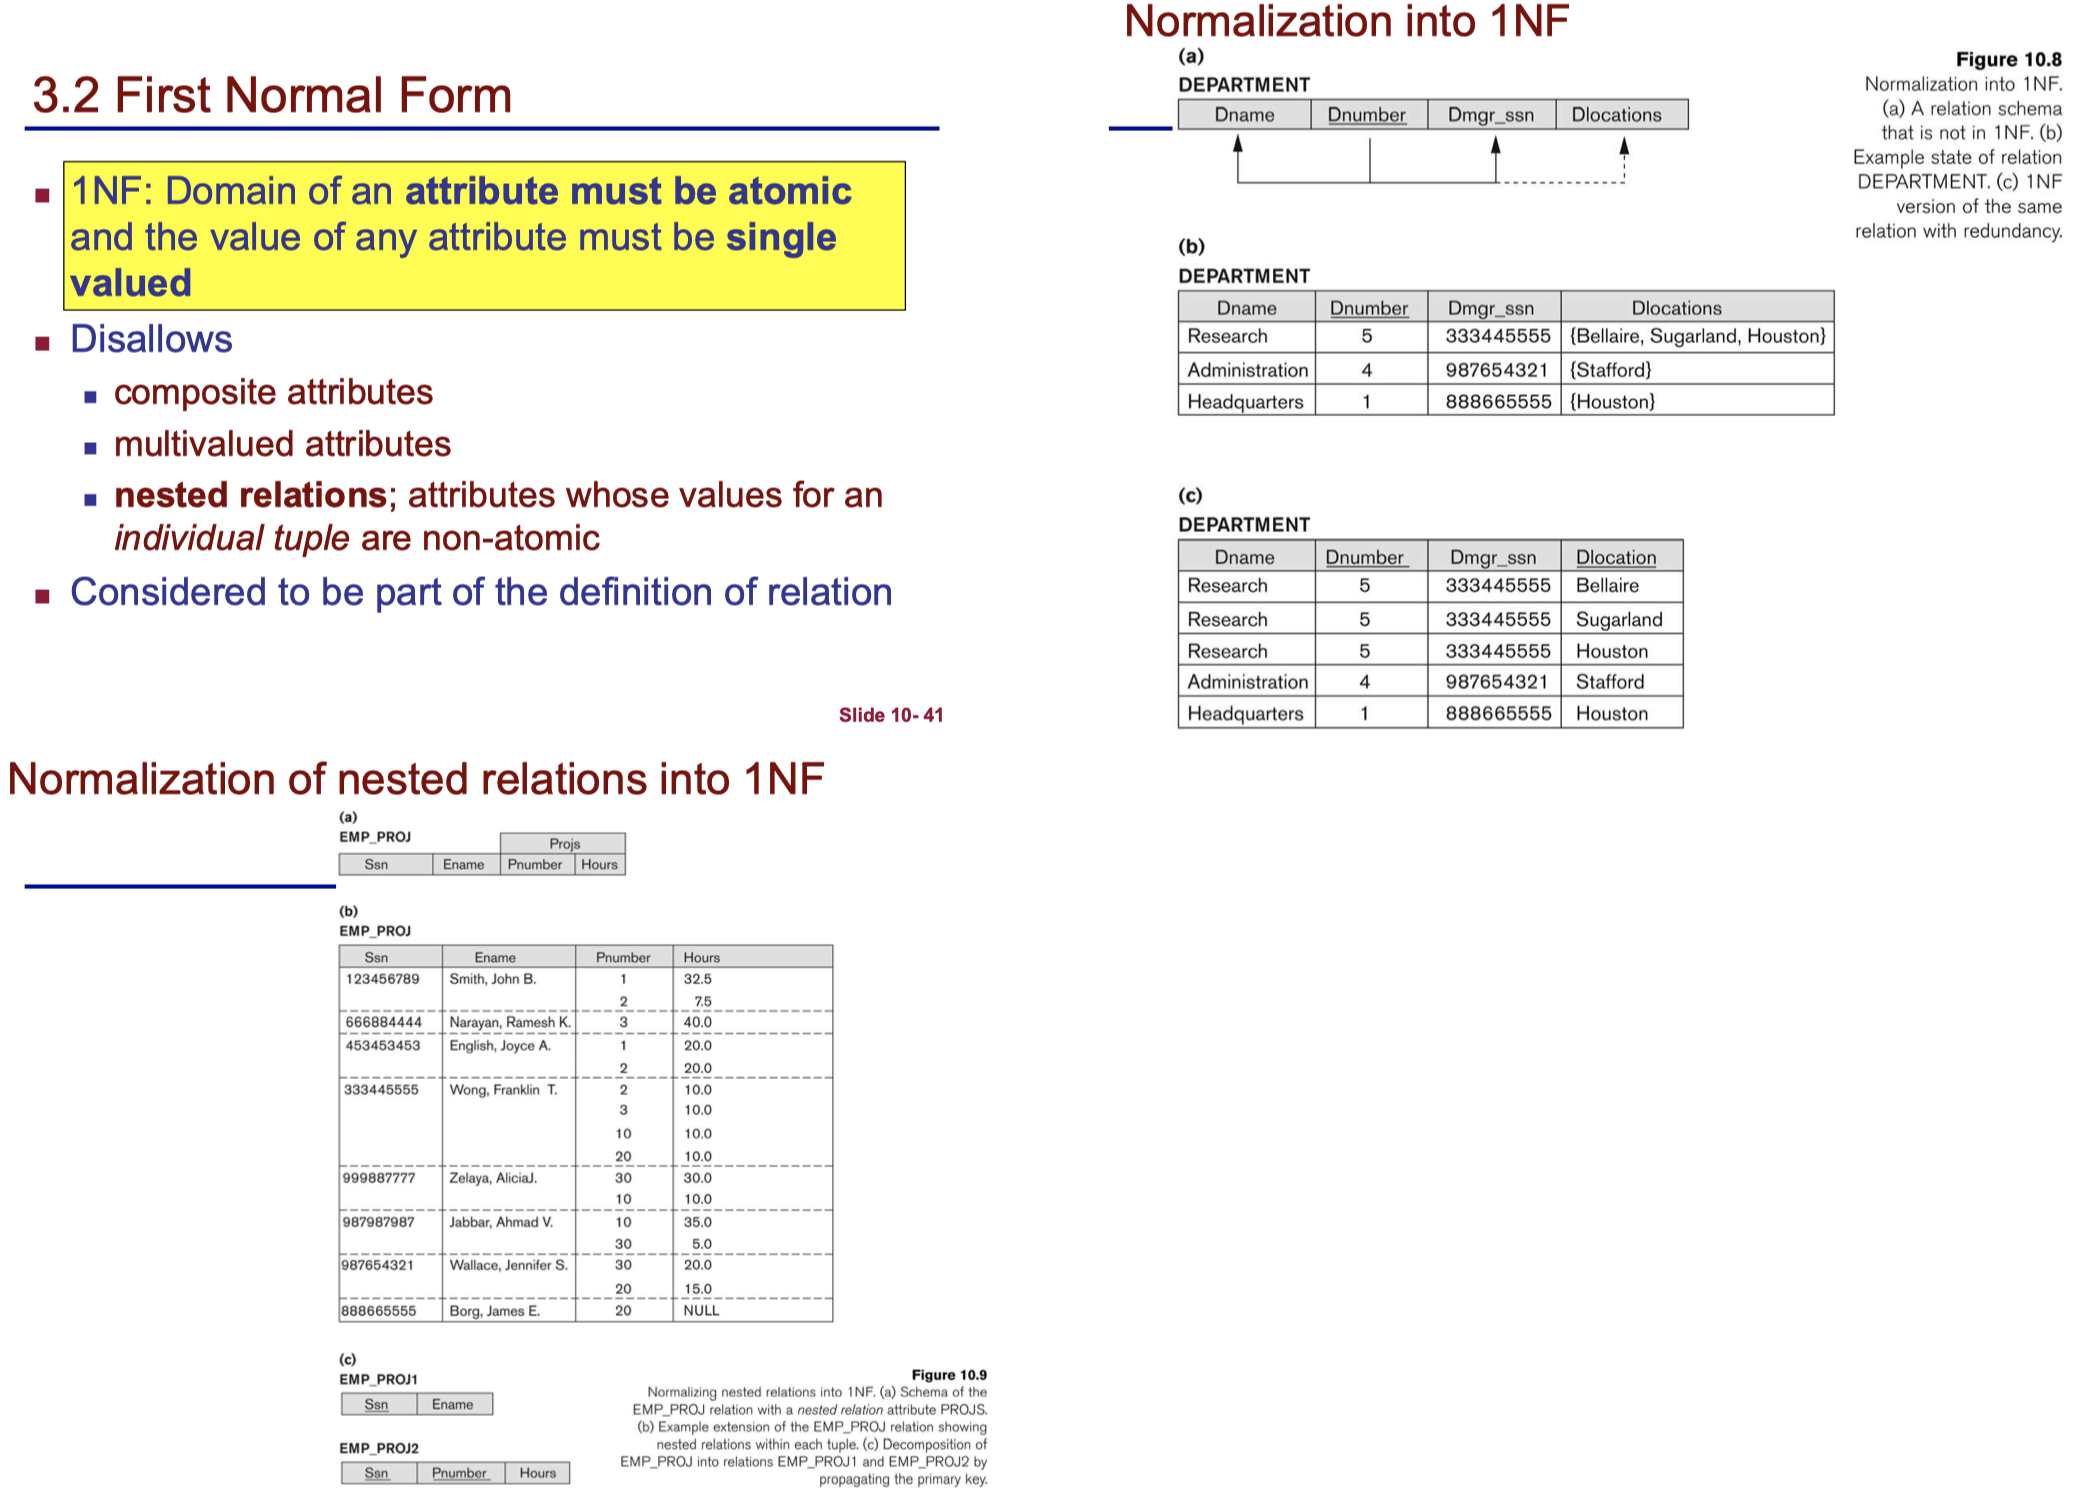 3.2 First Normal Form
1NF: Domain of an attribute must be atomic
and the value of any attribute must be single
valued
Disallows
composite attributes
multivalued attributes
nested relations; attributes whose values for an
individual tuple are non-atomic
Considered to be part of the definition of relation
Slide 10- 41
Normalization into 1NF
(a)
DEPARTMENT
Dname Dnumber Dmgr_ssn Dlocations
Figure 10.8
Normalization into 1NF.
(a) A relation schema
that is not in 1NF. (b)
Example state of relation
DEPARTMENT. (c) 1NF
version of the same
relation with redundancy.
(b)
DEPARTMENT
Dname Dnumber Dmgr_ssn Dlocations
Research 5 333445555 {Bellaire, Sugarland, Houston}
Administration 4 987654321 {Stafford}
Headquarters 1 888665555 {Houston}
(c)
DEPARTMENT
Dname Dnumber Dmgr_ssn Dlocation
Research 5 333445555 Bellaire
Research 5 333445555 Sugarland
Research 5 333445555 Houston
Administration 4 987654321 Stafford
Headquarters 1 888665555 Houston
Normalization of nested relations into 1NF
(a)
EMP_PROJ
Projs
Ssn Ename Pnumber Hours
(b)
EMP_PROJ
Ssn Ename Pnumber Hours
123456789 Smith, John B. 1 32.5
2 7.5
666884444 Narayan, Ramesh K. 3 40.0
453453453 English, Joyce A. 1 20.0
2 20.0
333445555 Wong, Franklin T. 2 10.0
3 10.0
10 10.0
20 10.0
999887777 Zelaya, AliciaJ. 30 30.0
10 10.0
987987987 Jabbar, Ahmad V. 10 35.0
30 5.0
987654321 Wallace, Jennifer S. 30 20.0
20 15.0
888665555 Borg, James E. 20 NULL
(c)
EMP_PROJ1
Ssn Ename
EMP_PROJ2
Ssn Pnumber Hours
Figure 10.9
Normalizing nested relations into 1NF. (a) Schema of the
EMP_PROJ relation with a nested relation attribute PROJS.
(b) Example extension of the EMP_PROJ relation showing
nested relations within each tuple. (c) Decomposition of
EMP_PROJ into relations EMP_PROJ1 and EMP_PROJ2 by
propagating the primary key.